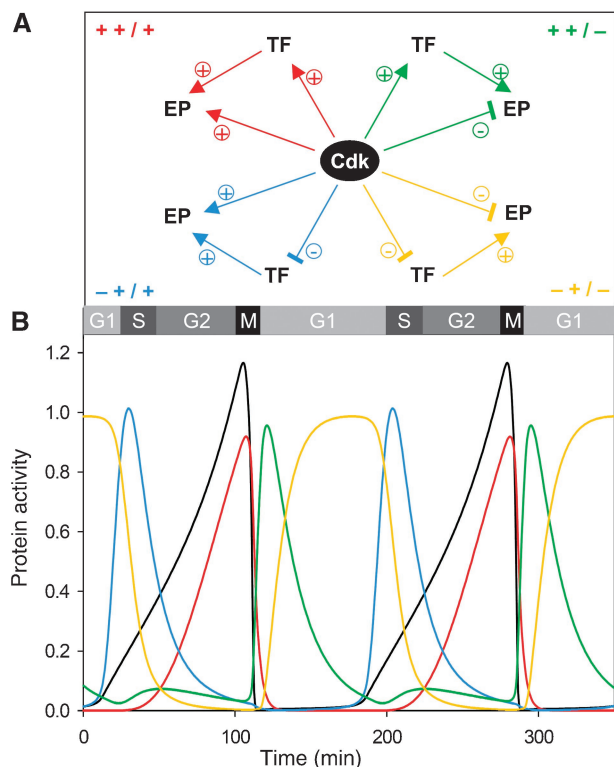 A
+ + / +
+ + / –
TF
TF
⊕
⊕
⊕
⊕
EP
EP
⊕
⊖
Cdk
⊕
⊖
EP
EP
⊕
⊖
⊖
⊕
TF
TF
– + / +
– + / –
B
G1 S G2 M G1 S G2 M G1
1.2
1.0
0.8
0.6
0.4
0.2
0.0
Protein activity
0 100 200 300
Time (min)